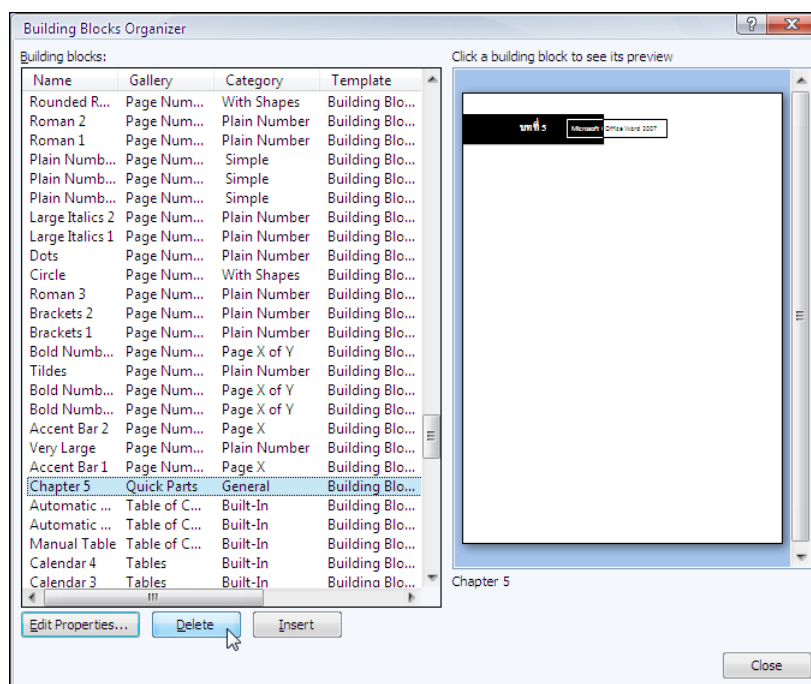 Building Blocks Organizer
Building blocks:
Click a building block to see its preview
Name Gallery Category Template
Rounded R... Page Num... With Shapes Building Blo...
Roman 2 Page Num... Plain Number Building Blo...
Roman 1 Page Num... Plain Number Building Blo...
Plain Numb... Page Num... Simple Building Blo...
Plain Numb... Page Num... Simple Building Blo...
Plain Numb... Page Num... Simple Building Blo...
Large Italics 2 Page Num... Plain Number Building Blo...
Large Italics 1 Page Num... Plain Number Building Blo...
Dots Page Num... Plain Number Building Blo...
Circle Page Num... With Shapes Building Blo...
Roman 3 Page Num... Plain Number Building Blo...
Brackets 2 Page Num... Plain Number Building Blo...
Brackets 1 Page Num... Plain Number Building Blo...
Bold Numb... Page Num... Page X of Y Building Blo...
Tildes Page Num... Plain Number Building Blo...
Bold Numb... Page Num... Page X of Y Building Blo...
Bold Numb... Page Num... Page X of Y Building Blo...
Accent Bar 2 Page Num... Page X Building Blo...
Very Large Page Num... Plain Number Building Blo...
Accent Bar 1 Page Num... Page X Building Blo...
Chapter 5 Quick Parts General Building Blo...
Automatic ... Table of C... Built-In Building Blo...
Automatic ... Table of C... Built-In Building Blo...
Manual Table Table of C... Built-In Building Blo...
Calendar 4 Tables Built-In Building Blo...
Calendar 3 Tables Built-In Building Blo...
บทที่ 5 Microsoft Office Word 2007
Chapter 5
Edit Properties... Delete Insert
Close